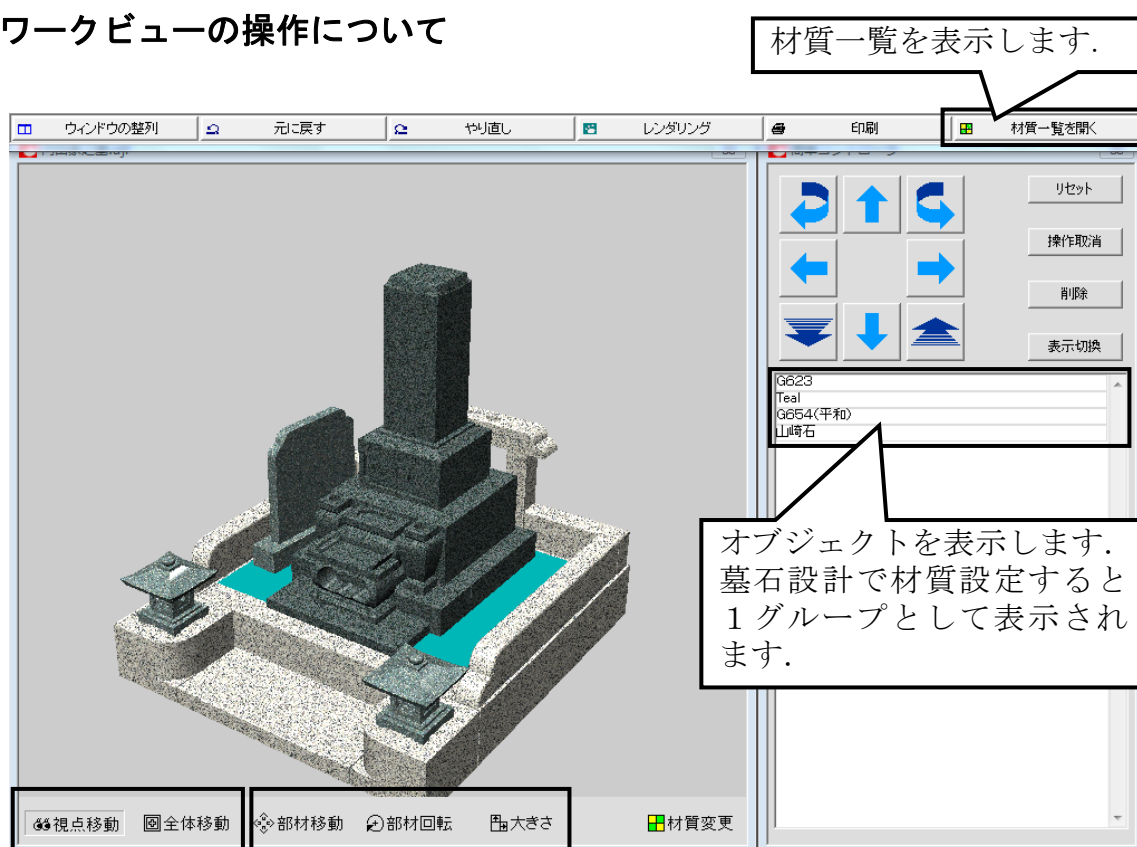 ワークビューの操作について
材質一覧を表示します.
ウィンドウの整列
元に戻す
やり直し
レンダリング
印刷
材質一覧を開く
リセット
操作取消
削除
表示切換
G623
Teal
G654(平和)
山崎石
オブジェクトを表示します.
墓石設計で材質設定すると
１グループとして表示され
ます.
視点移動
全体移動
部材移動
部材回転
大きさ
材質変更